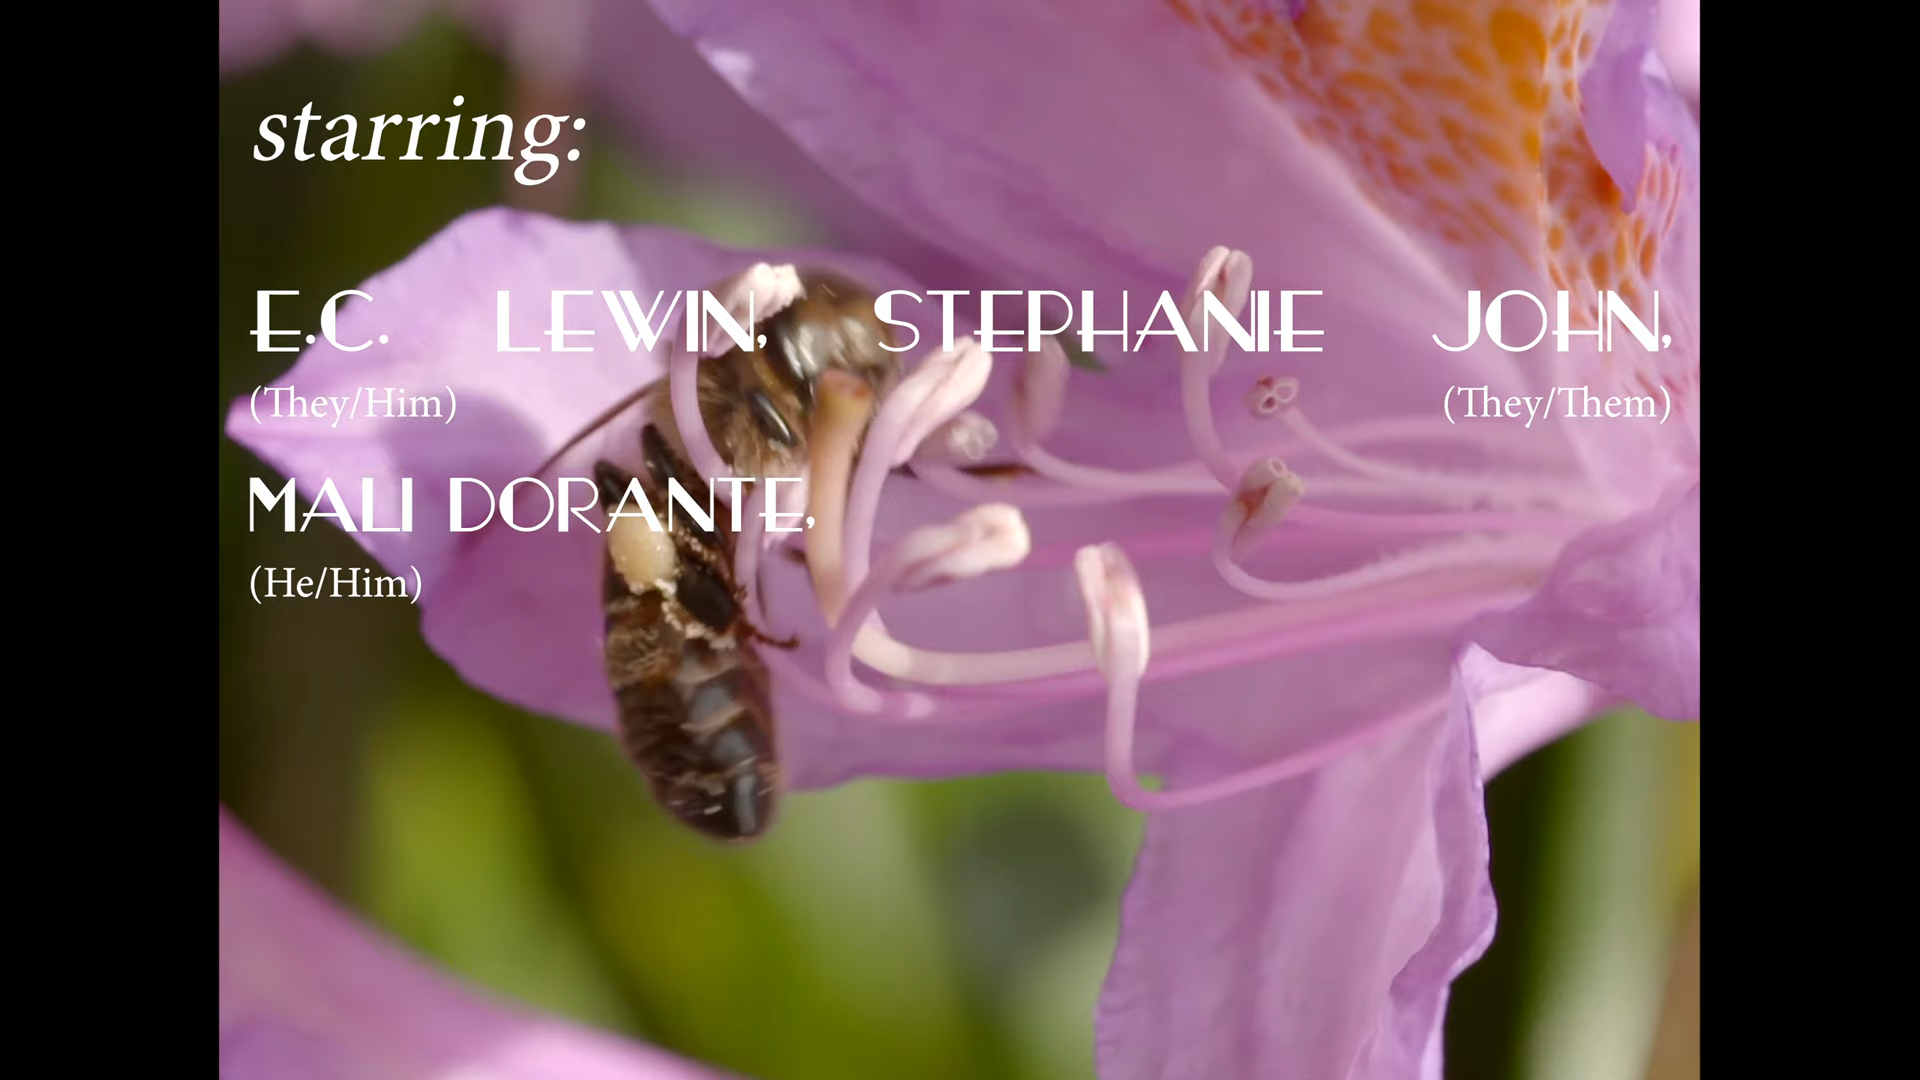 starring:
E.C. LEWIN, STEPHANIE JOHN,
(They/Him) (They/Them)
MALI DORANTE,
(He/Him)